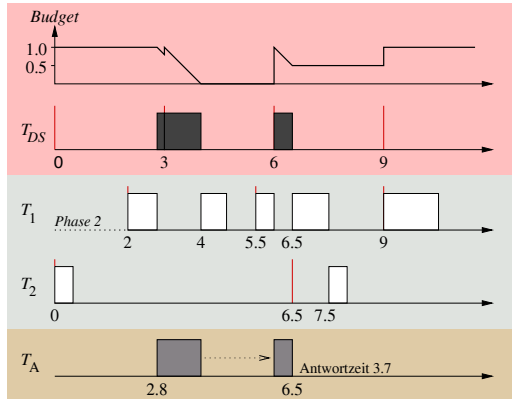 Budget
1.0
0.5
T_DS
0 3 6 9
T_1
Phase 2
2 4 5.5 6.5 9
T_2
0 6.5 7.5
T_A
Antwortzeit 3.7
2.8 6.5